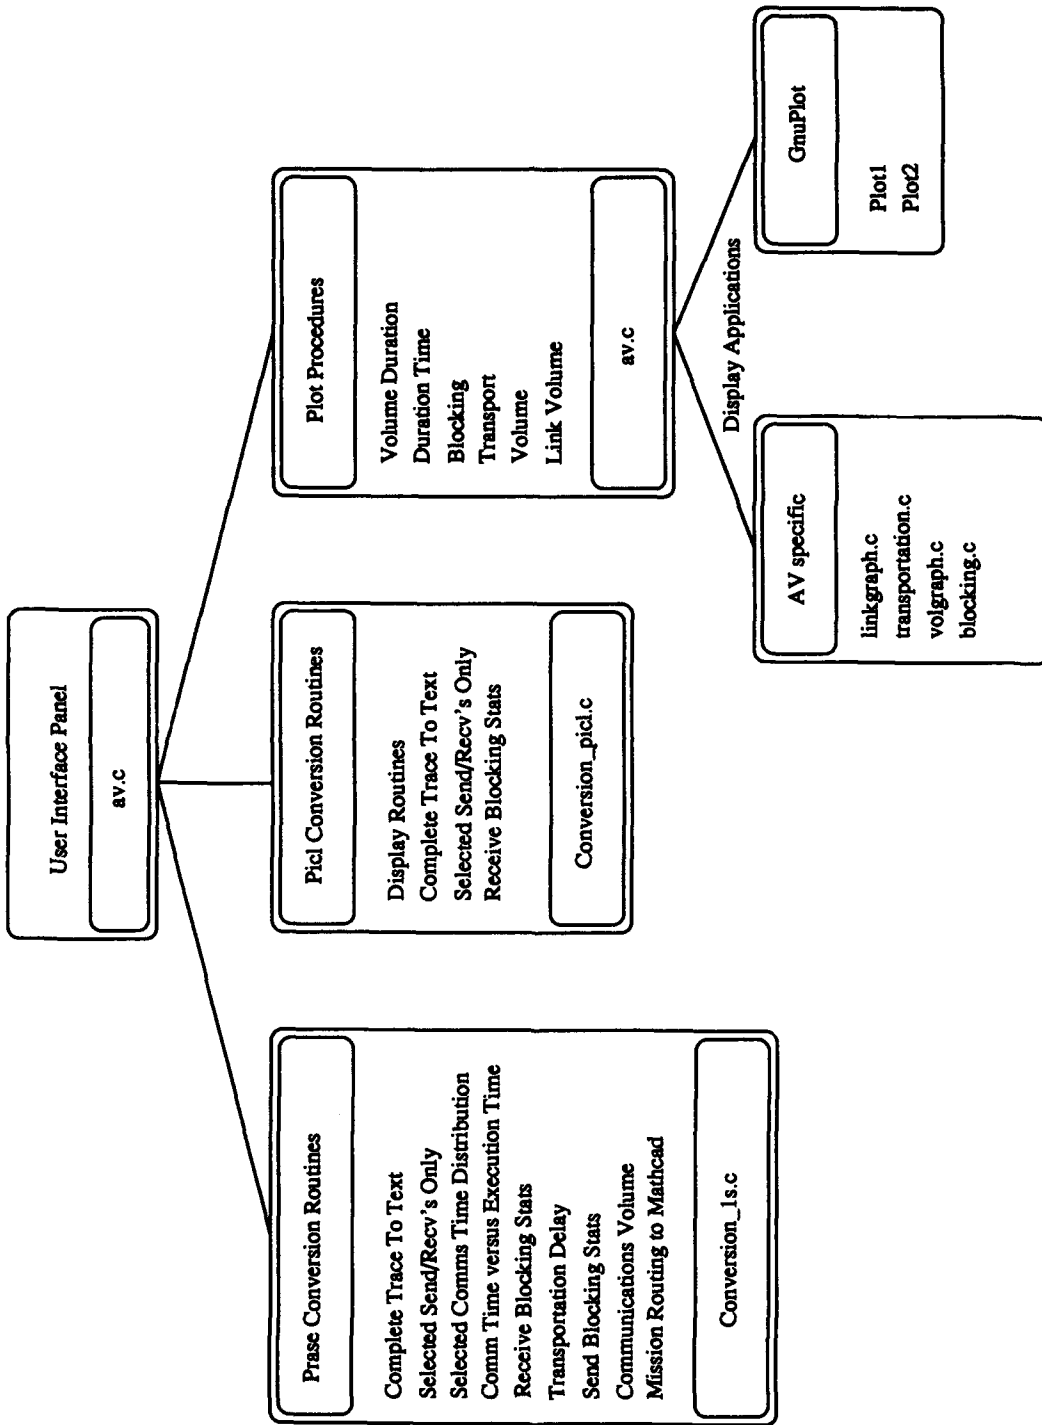 User Interface Panel
av.c
Prase Conversion Routines
Complete Trace To Text
Selected Send/Recv's Only
Selected Comms Time Distribution
Comm Time versus Execution Time
Receive Blocking Stats
Transportation Delay
Send Blocking Stats
Communications Volume
Mission Routing to Mathcad
Conversion_1s.c
Picl Conversion Routines
Display Routines
Complete Trace To Text
Selected Send/Recv's Only
Receive Blocking Stats
Conversion_picl.c
Plot Procedures
Volume Duration
Duration Time
Blocking
Transport
Volume
Link Volume
av.c
Display Applications
AV specific
linkgraph.c
transportation.c
volgraph.c
blocking.c
GnuPlot
Plot1
Plot2